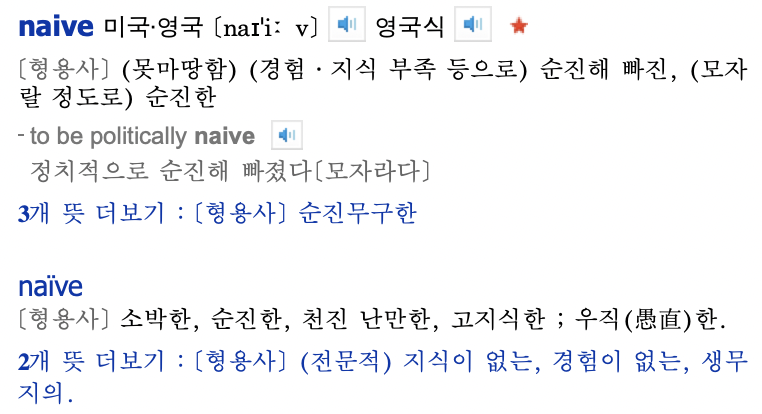 naive 미국·영국 [naɪ'iː v] 영국식
[형용사] (못마땅함) (경험·지식 부족 등으로) 순진해 빠진, (모자
랄 정도로) 순진한
- to be politically naive
정치적으로 순진해 빠졌다[모자라다]
3개 뜻 더보기 : [형용사] 순진무구한
naïve
[형용사] 소박한, 순진한, 천진 난만한, 고지식한 ; 우직(愚直)한.
2개 뜻 더보기 : [형용사] (전문적) 지식이 없는, 경험이 없는, 생무
지의.